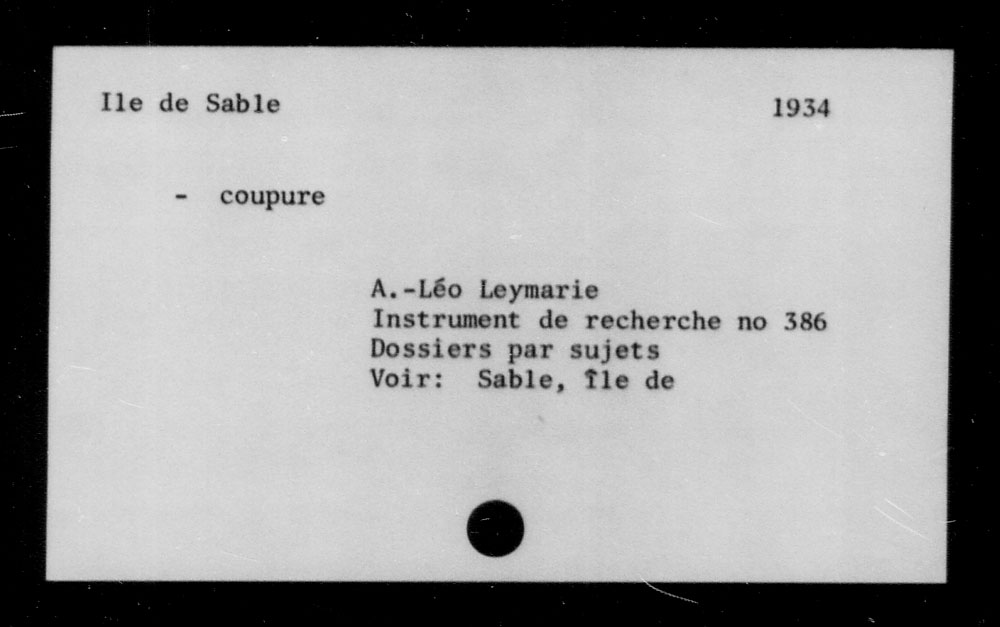 Ile de Sable 1934
- coupure
A.-Léo Leymarie
Instrument de recherche no 386
Dossiers par sujets
Voir: Sable, Île de